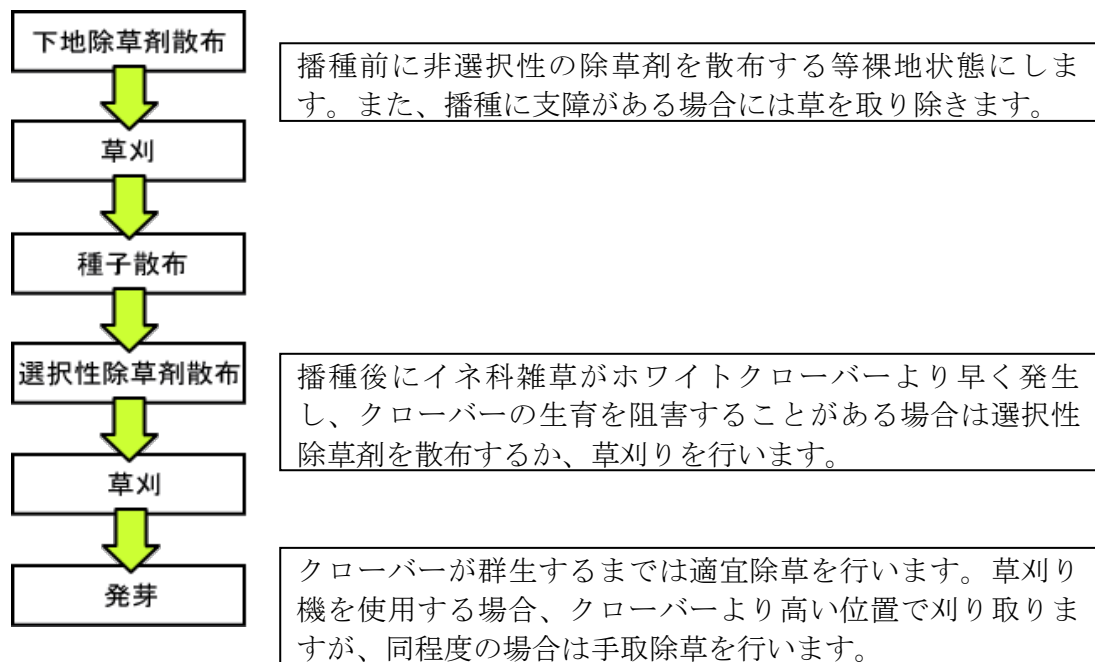 下地除草剤散布
播種前に非選択性の除草剤を散布する等裸地状態にしま
す。また、播種に支障がある場合には草を取り除きます。
草刈
種子散布
選択性除草剤散布
播種後にイネ科雑草がホワイトクローバーより早く発生
し、クローバーの生育を阻害することがある場合は選択性
除草剤を散布するか、草刈りを行います。
草刈
発芽
クローバーが群生するまでは適宜除草を行います。草刈り
機を使用する場合、クローバーより高い位置で刈り取りま
すが、同程度の場合は手取除草を行います。